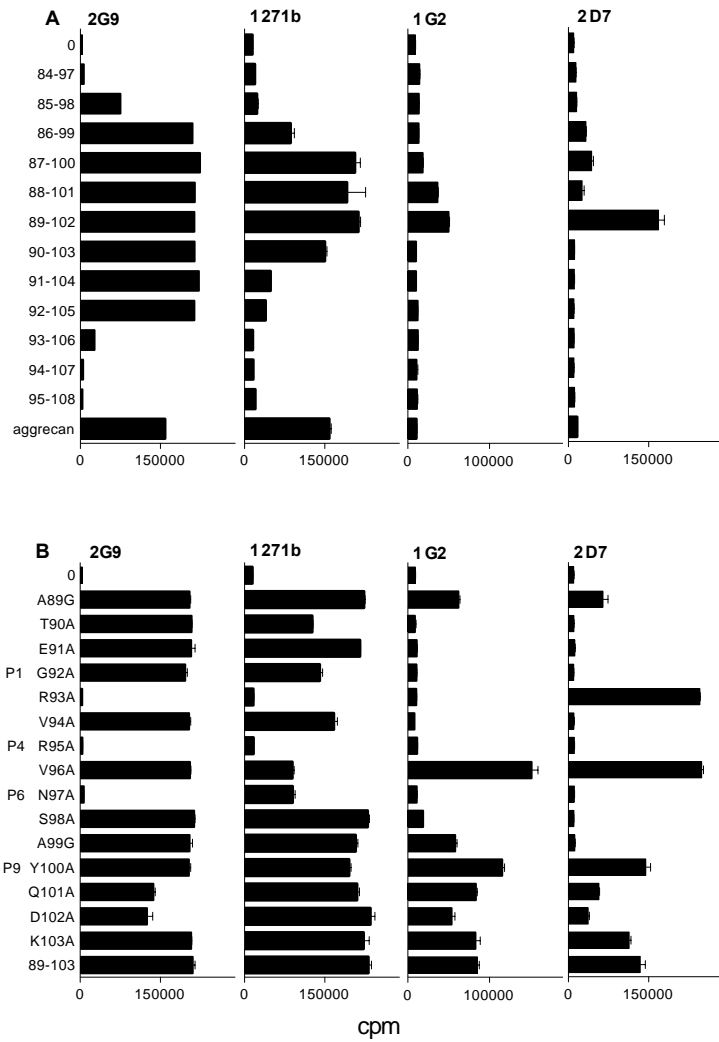 A 2G9 1271b 1G2 2D7
0
84-97
85-98
86-99
87-100
88-101
89-102
90-103
91-104
92-105
93-106
94-107
95-108
aggrecan
0 150000 0 150000 0 100000 0 150000
B 2G9 1271b 1G2 2D7
0
A89G
T90A
E91A
P1 G92A
R93A
V94A
P4 R95A
V96A
P6 N97A
S98A
A99G
P9 Y100A
Q101A
D102A
K103A
89-103
0 150000 0 150000 0 100000 0 150000
cpm